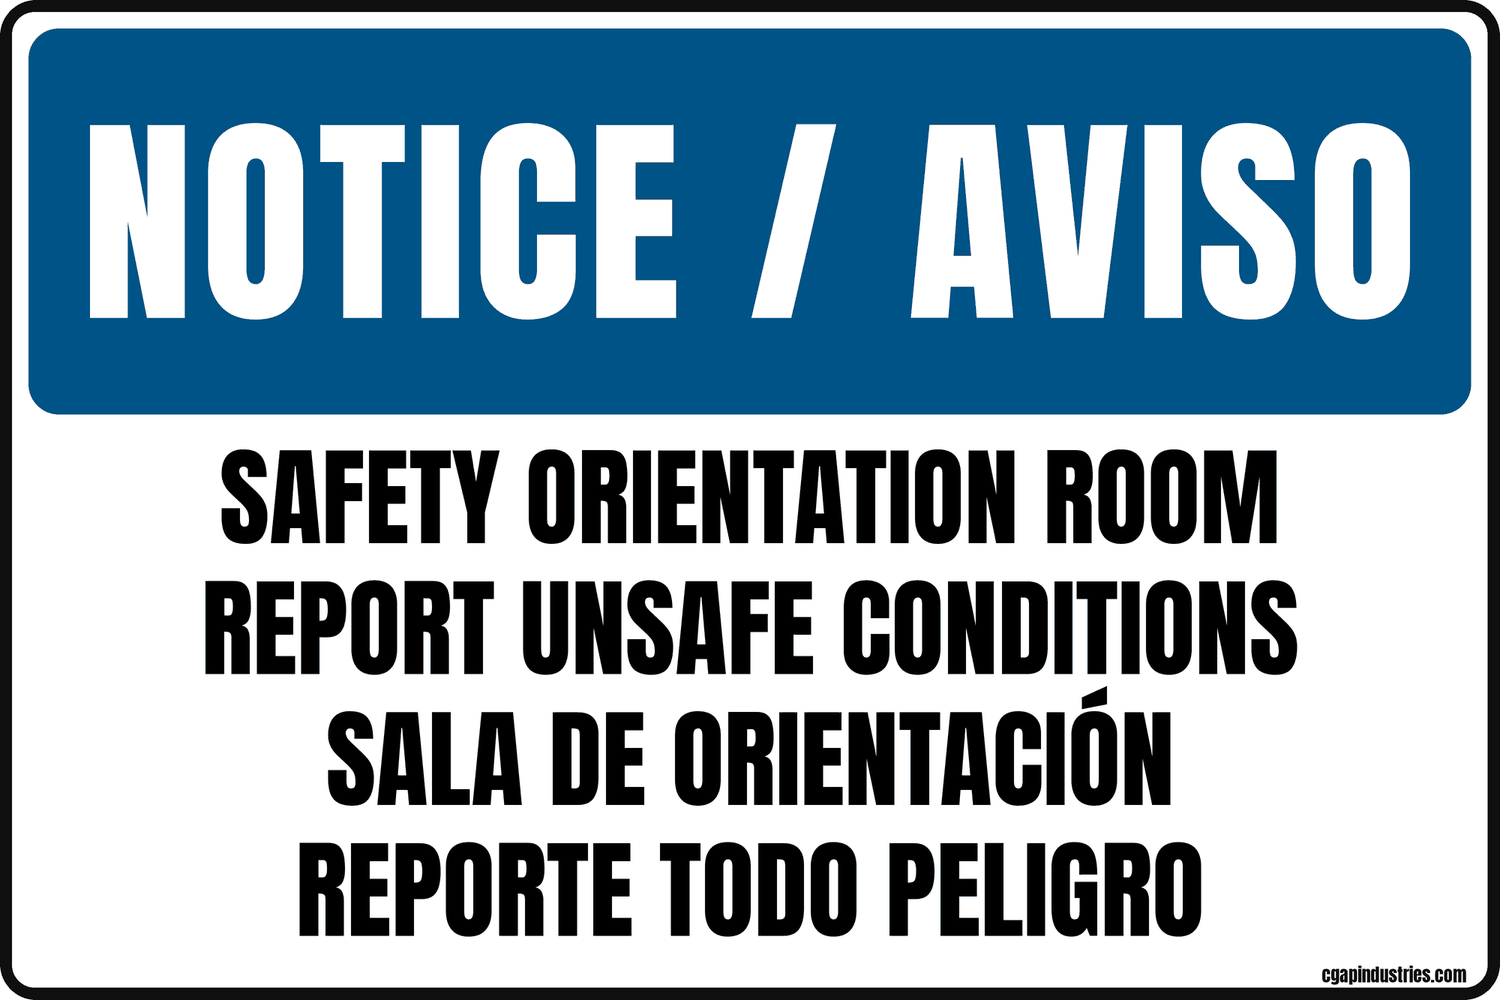 NOTICE / AVISO
SAFETY ORIENTATION ROOM
REPORT UNSAFE CONDITIONS
SALA DE ORIENTACIÓN
REPORTE TODO PELIGRO
cgapindustries.com